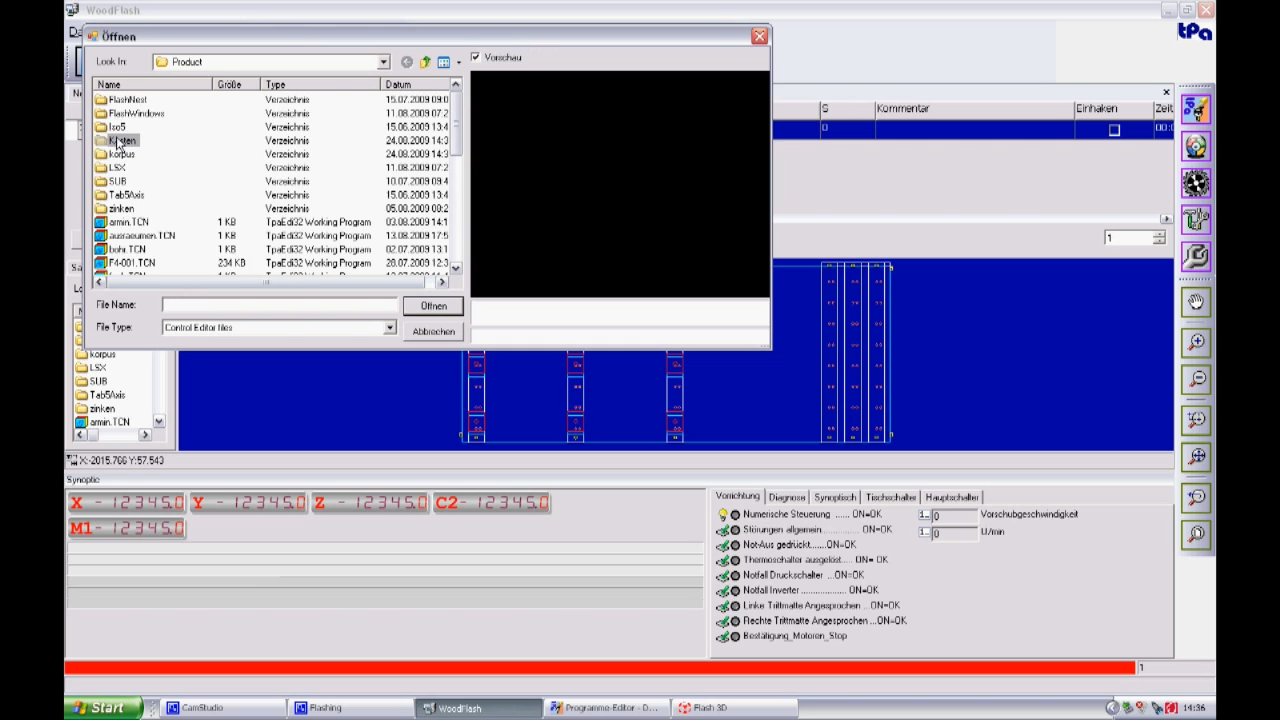 WoodFlash
tpa
Öffnen
Look In: Product
Vorschau
Name Größe Type Datum
FlashNest Verzeichnis 15.07.2009 09:0
FlashWindows Verzeichnis 11.08.2009 07:2
Iso5 Verzeichnis 15.06.2009 13:4
Verzeichnis 24.08.2009 14:3
korpus Verzeichnis 24.08.2009 14:3
LSX Verzeichnis 11.08.2009 07:2
SUB Verzeichnis 10.07.2009 09:4
Tab5Axis Verzeichnis 15.06.2009 13:4
zinken Verzeichnis 05.08.2009 08:2
armin.TCN 1 KB TpaEdi32 Working Program 03.08.2009 14:1
ausraeumen.TCN 1 KB TpaEdi32 Working Program 13.08.2009 17:5
bohr.TCN 1 KB TpaEdi32 Working Program 02.07.2009 13:1
F4-001.TCN 234 KB TpaEdi32 Working Program 28.07.2009 12:3
File Name: Öffnen
File Type: Control Editor files Abbrechen
S Kommentar Einhaken Zeit
0 00:0
1
korpus
LSX
SUB
Tab5Axis
zinken
armin.TCN
X:-2015.766 Y:57.543
Synoptic
X -12345.0 Y -12345.0 Z -12345.0 C2-12345.0
M1-12345.0
Vorrichtung Diagnose Synoptisch Tischschalter Hauptschalter
Numerische Steuerung ...... ON=OK 0 Vorschubgeschwindigkeit
Störungen allgemein............. ON=OK 0 U/min
Not-Aus gedrückt......ON=OK
Thermoschalter ausgelöst..... ON= OK
Notfall Druckschalter ...ON=OK
Notfall Inverter ................... ON=OK
Linke Trittmatte Angesprochen ...ON=OK
Rechte Trittmatte Angesprochen ...ON=OK
Bestätigung_Motoren_Stop
1
Start CamStudio Flashing WoodFlash Programme-Editor - D... Flash 3D 14:36